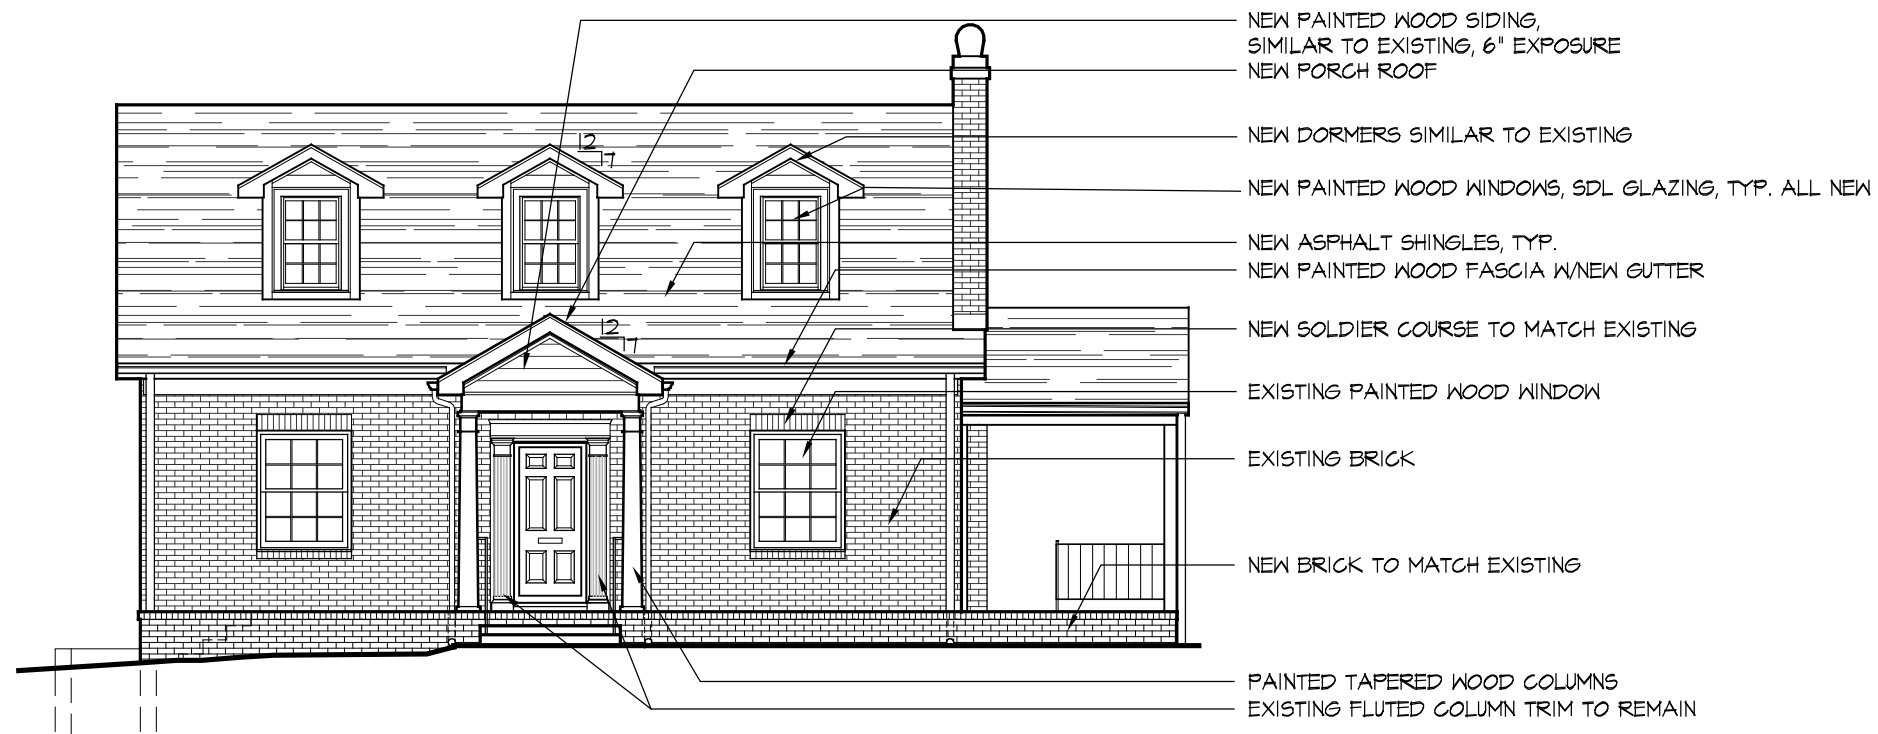 NEW PAINTED WOOD SIDING,
SIMILAR TO EXISTING, 6" EXPOSURE
NEW PORCH ROOF
NEW DORMERS SIMILAR TO EXISTING
12
7
NEW PAINTED WOOD WINDOWS, SDL GLAZING, TYP. ALL NEW
NEW ASPHALT SHINGLES, TYP.
NEW PAINTED WOOD FASCIA W/NEW GUTTER
12
7
NEW SOLDIER COURSE TO MATCH EXISTING
EXISTING PAINTED WOOD WINDOW
EXISTING BRICK
NEW BRICK TO MATCH EXISTING
PAINTED TAPERED WOOD COLUMNS
EXISTING FLUTED COLUMN TRIM TO REMAIN